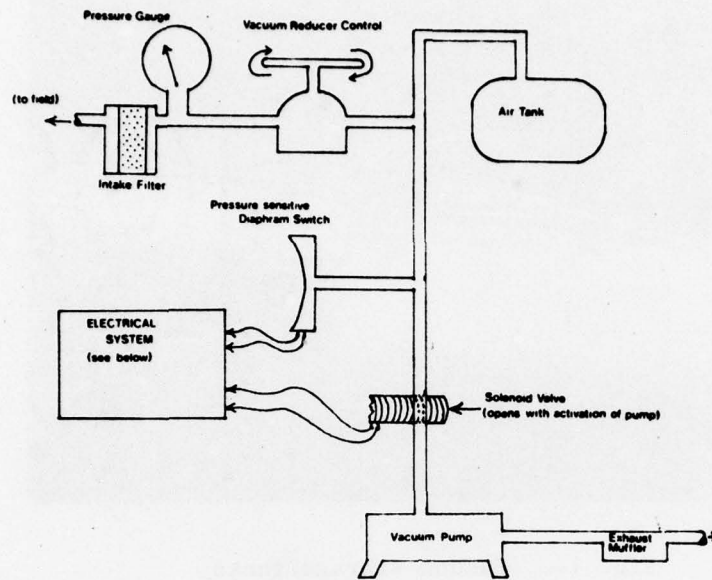 Pressure Gauge
Vacuum Reducer Control
(to field)
Air Tank
Intake Filter
Pressure sensitive
Diaphram Switch
ELECTRICAL
SYSTEM
(see below)
Solenoid Valve
(opens with activation of pump)
Vacuum Pump
Exhaust
Muffler